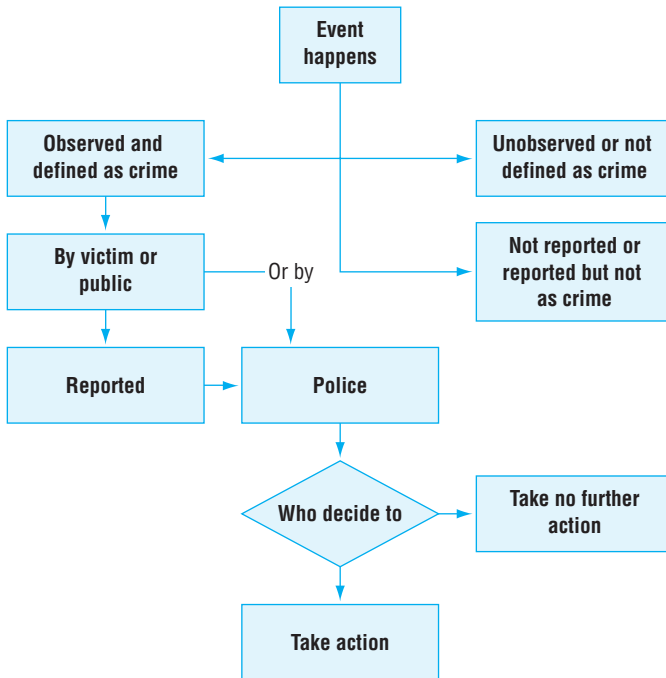 Event
happens
Observed and
defined as crime
Unobserved or not
defined as crime
By victim or
public
Or by
Not reported or
reported but not
as crime
Reported
Police
Who decide to
Take no further
action
Take action